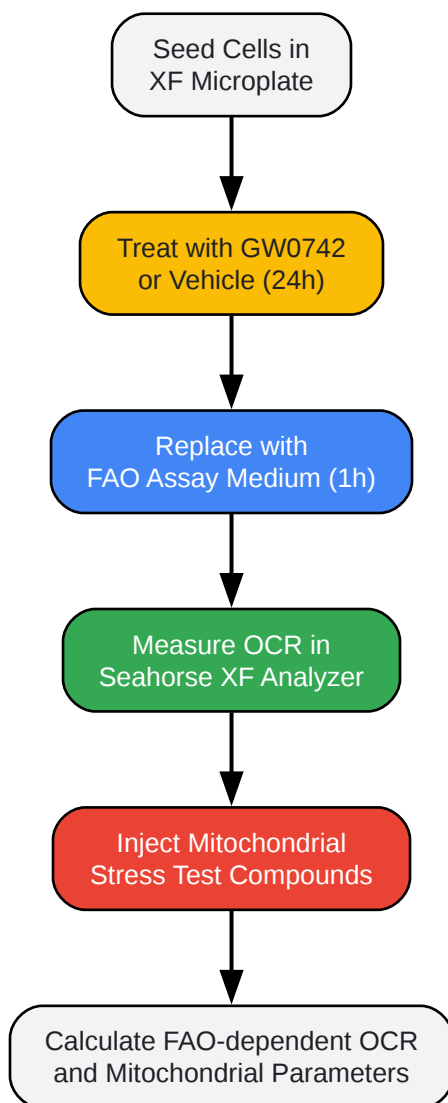 Seed Cells in
XF Microplate
Treat with GW0742
or Vehicle (24h)
Replace with
FAO Assay Medium (1h)
Measure OCR in
Seahorse XF Analyzer
Inject Mitochondrial
Stress Test Compounds
Calculate FAO-dependent OCR
and Mitochondrial Parameters